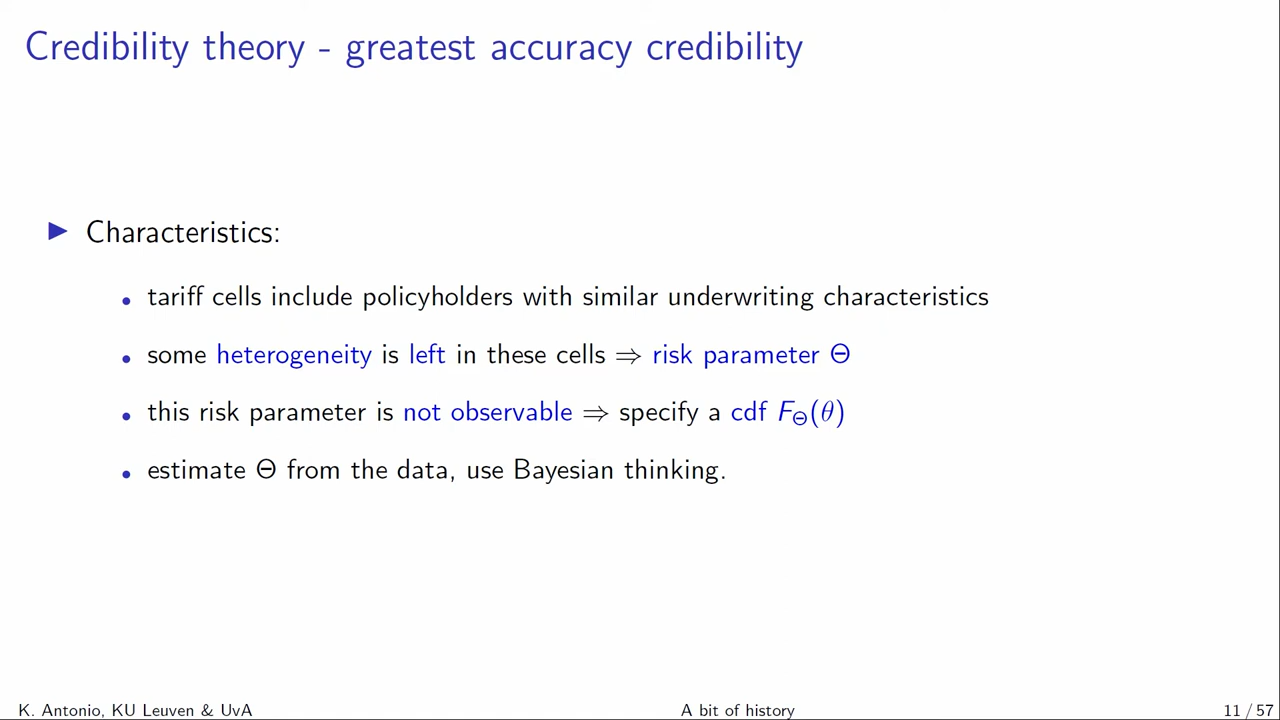 Credibility theory - greatest accuracy credibility
▶ Characteristics:
• tariff cells include policyholders with similar underwriting characteristics
• some heterogeneity is left in these cells ⇒ risk parameter Θ
• this risk parameter is not observable ⇒ specify a cdf F_Θ(θ)
• estimate Θ from the data, use Bayesian thinking.
K. Antonio, KU Leuven & UvA A bit of history 11 / 57